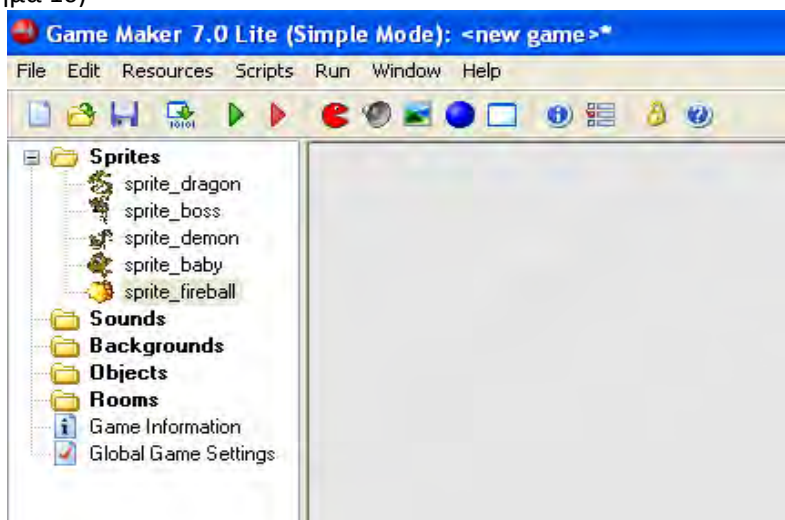 Game Maker 7.0 Lite (Simple Mode): <new game>*
File Edit Resources Scripts Run Window Help
Sprites
sprite_dragon
sprite_boss
sprite_demon
sprite_baby
sprite_fireball
Sounds
Backgrounds
Objects
Rooms
Game Information
Global Game Settings